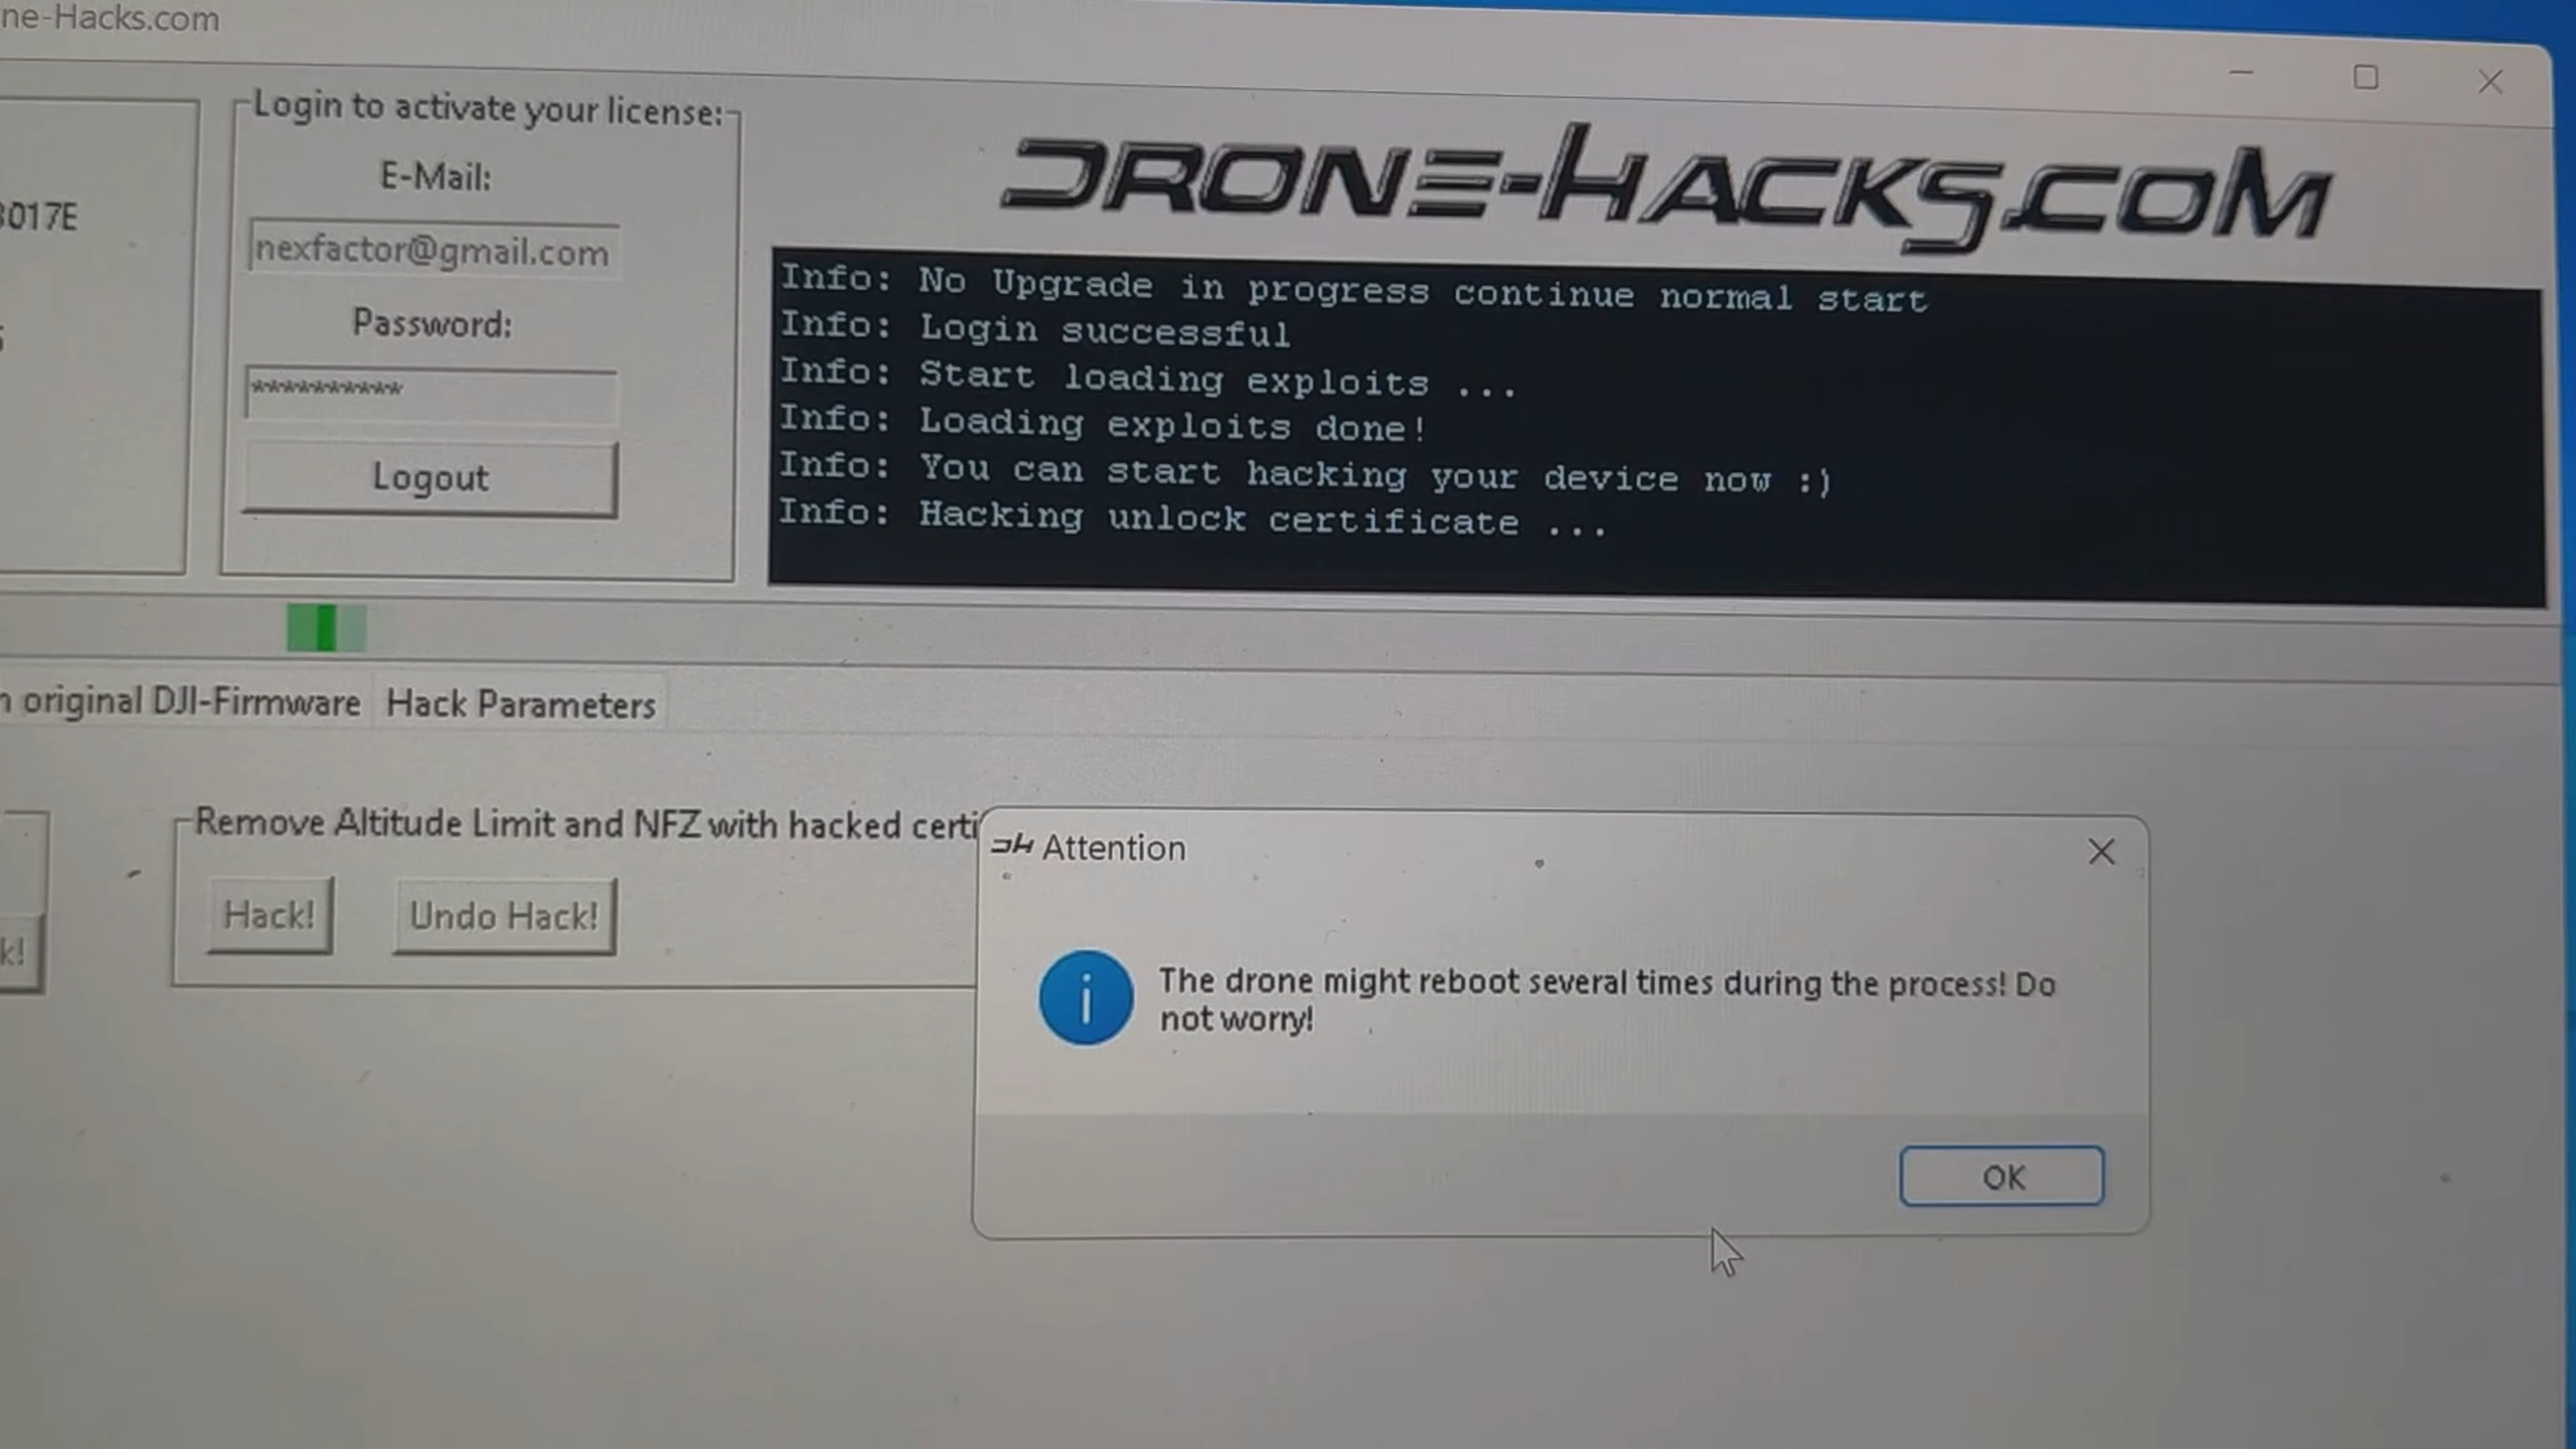 ne-Hacks.com
Login to activate your license:
E-Mail:
3017E
nexfactor@gmail.com
Password:
**********
Logout
DRONE-HACKS.COM
Info: No Upgrade in progress continue normal start
Info: Login successful
Info: Start loading exploits ...
Info: Loading exploits done!
Info: You can start hacking your device now :)
Info: Hacking unlock certificate ...
original DJI-Firmware
Hack Parameters
Remove Altitude Limit and NFZ with hacked certi
Hack!
Undo Hack!
k!
DH Attention
The drone might reboot several times during the process! Do
not worry!
OK